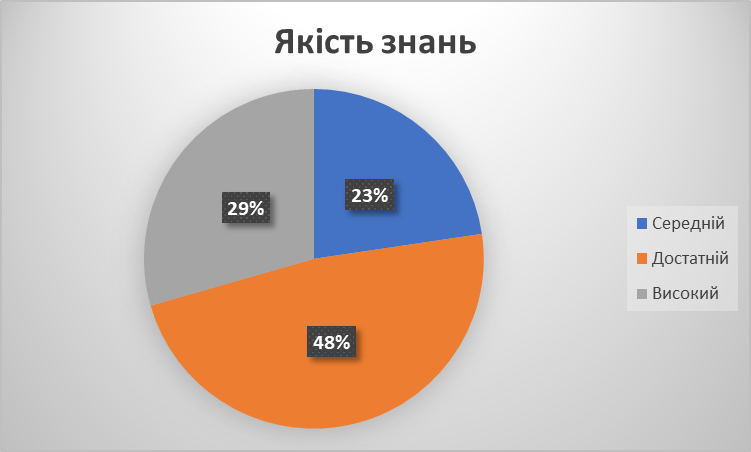 Якість знань
23%
29%
48%
Середній
Достатній
Високий